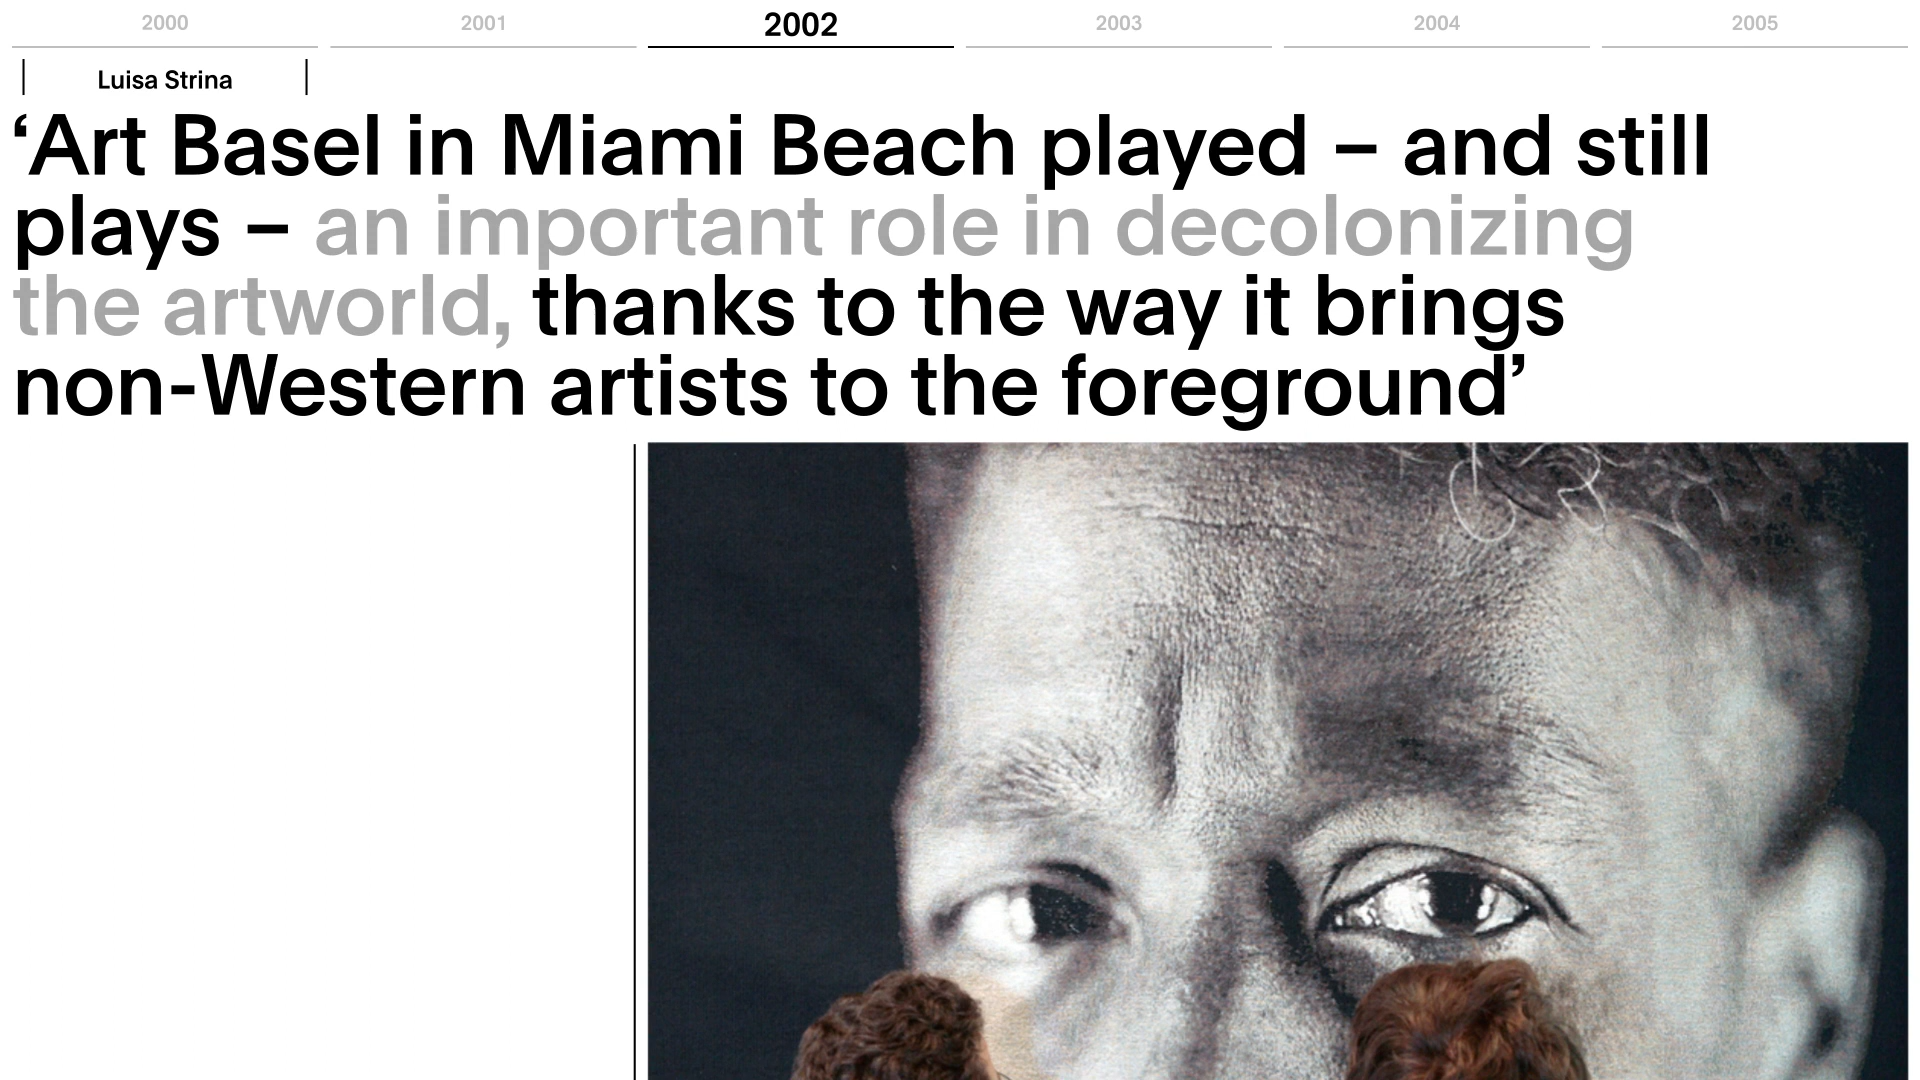 2000 2001 2002 2003 2004 2005
Luisa Strina
‘Art Basel in Miami Beach played – and still
plays – an important role in decolonizing
the artworld, thanks to the way it brings
non-Western artists to the foreground’